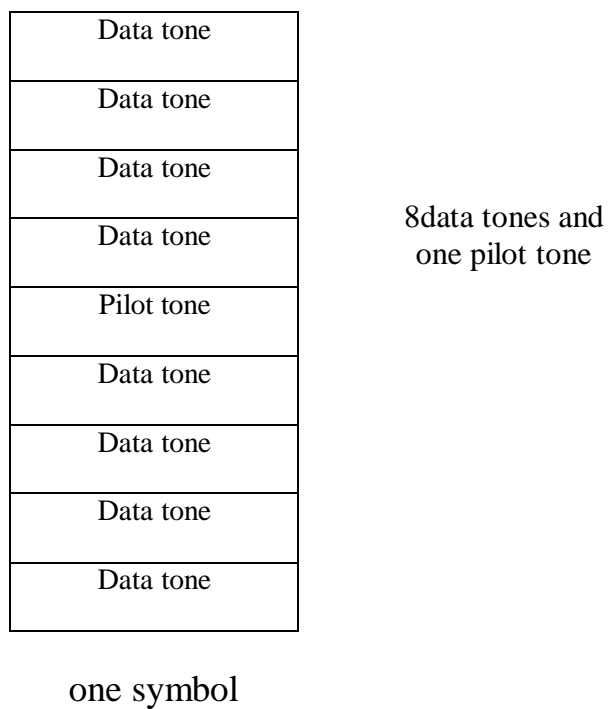 Data tone
Data tone
Data tone
Data tone
Pilot tone
Data tone
Data tone
Data tone
Data tone
8data tones and
one pilot tone
one symbol